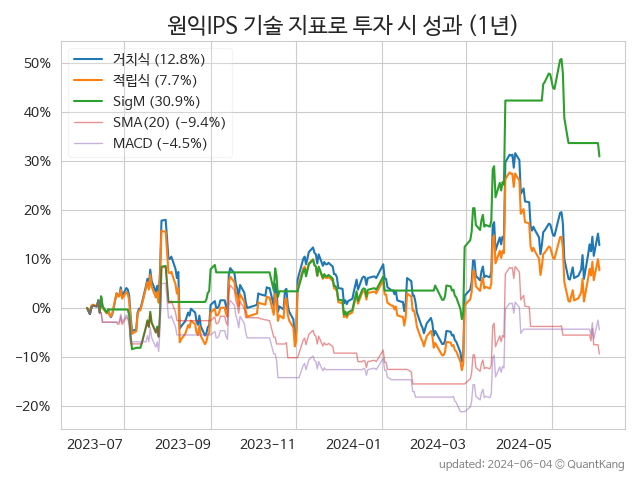 원익IPS 기술 지표로 투자 시 성과 (1년)
거치식 (12.8%)
적립식 (7.7%)
SigM (30.9%)
SMA(20) (−9.4%)
MACD (−4.5%)
50%
40%
30%
20%
10%
0%
−10%
−20%
2023-07 2023-09 2023-11 2024-01 2024-03 2024-05
updated: 2024-06-04 © QuantKang